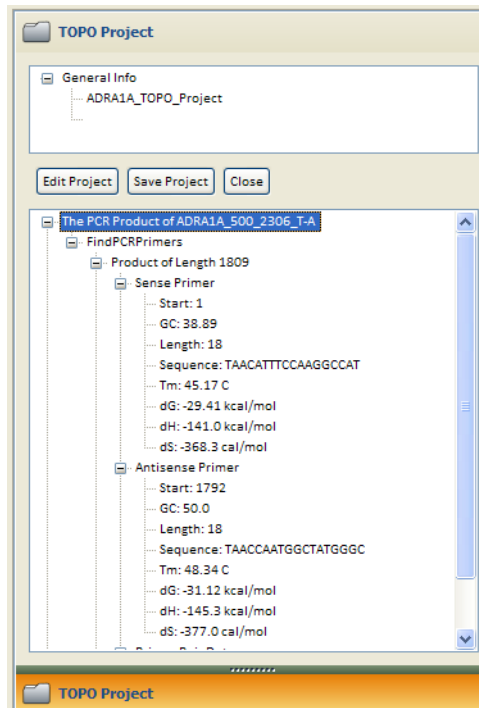 TOPO Project
General Info
ADRA1A_TOPO_Project
Edit Project Save Project Close
The PCR Product of ADRA1A_500_2306_T-A
FindPCRPrimers
Product of Length 1809
Sense Primer
Start: 1
GC: 38.89
Length: 18
Sequence: TAACATTTCCAAGGCCAT
Tm: 45.17 C
dG: -29.41 kcal/mol
dH: -141.0 kcal/mol
dS: -368.3 cal/mol
Antisense Primer
Start: 1792
GC: 50.0
Length: 18
Sequence: TAACCAATGGCTATGGGC
Tm: 48.34 C
dG: -31.12 kcal/mol
dH: -145.3 kcal/mol
dS: -377.0 cal/mol
TOPO Project